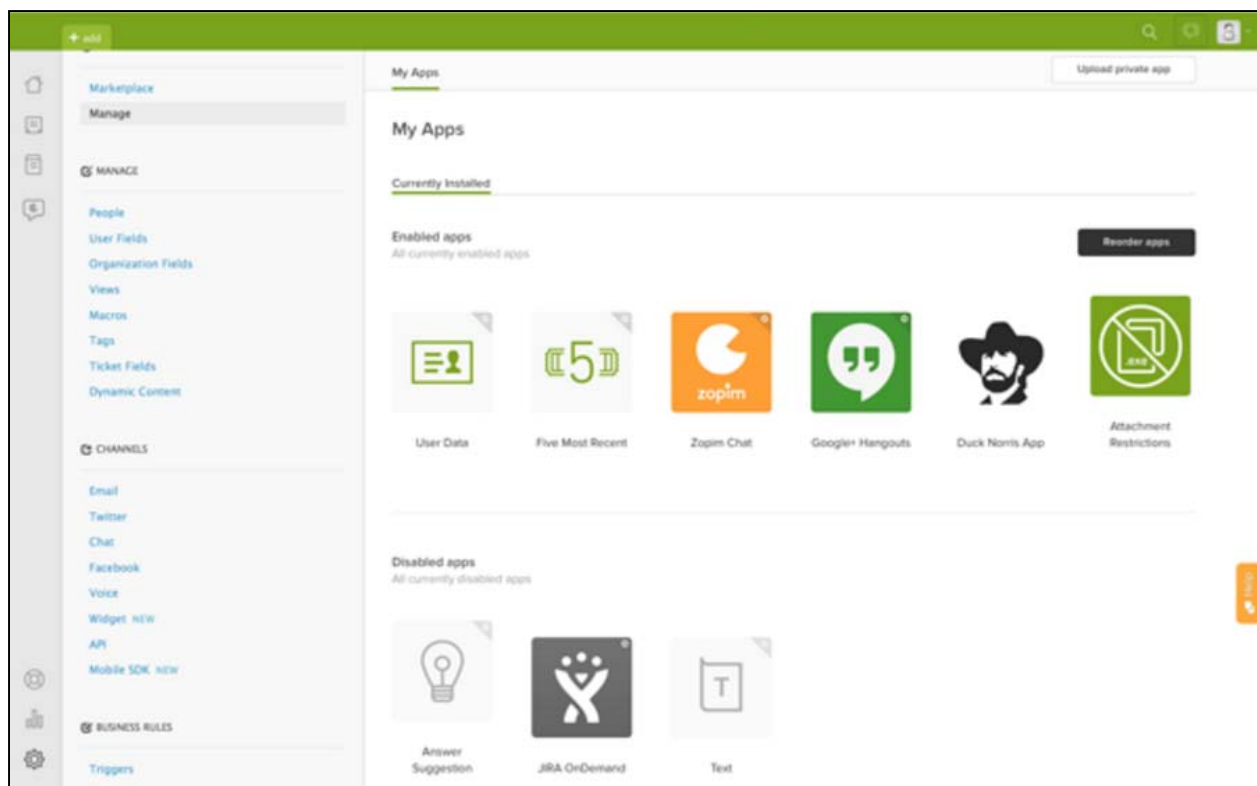 + add
Marketplace
Manage
MANAGE
People
User Fields
Organization Fields
Views
Macros
Tags
Ticket Fields
Dynamic Content
CHANNELS
Email
Twitter
Chat
Facebook
Voice
Widget NEW
API
Mobile SDK NEW
BUSINESS RULES
Triggers
My Apps
Upload private app
My Apps
Currently Installed
Enabled apps
All currently enabled apps
Reorder apps
5
zopim
.exe
User Data
Five Most Recent
Zopim Chat
Google+ Hangouts
Duck Norris App
Attachment
Restrictions
Disabled apps
All currently disabled apps
T
Answer
Suggestion
JIRA OnDemand
Text
Help